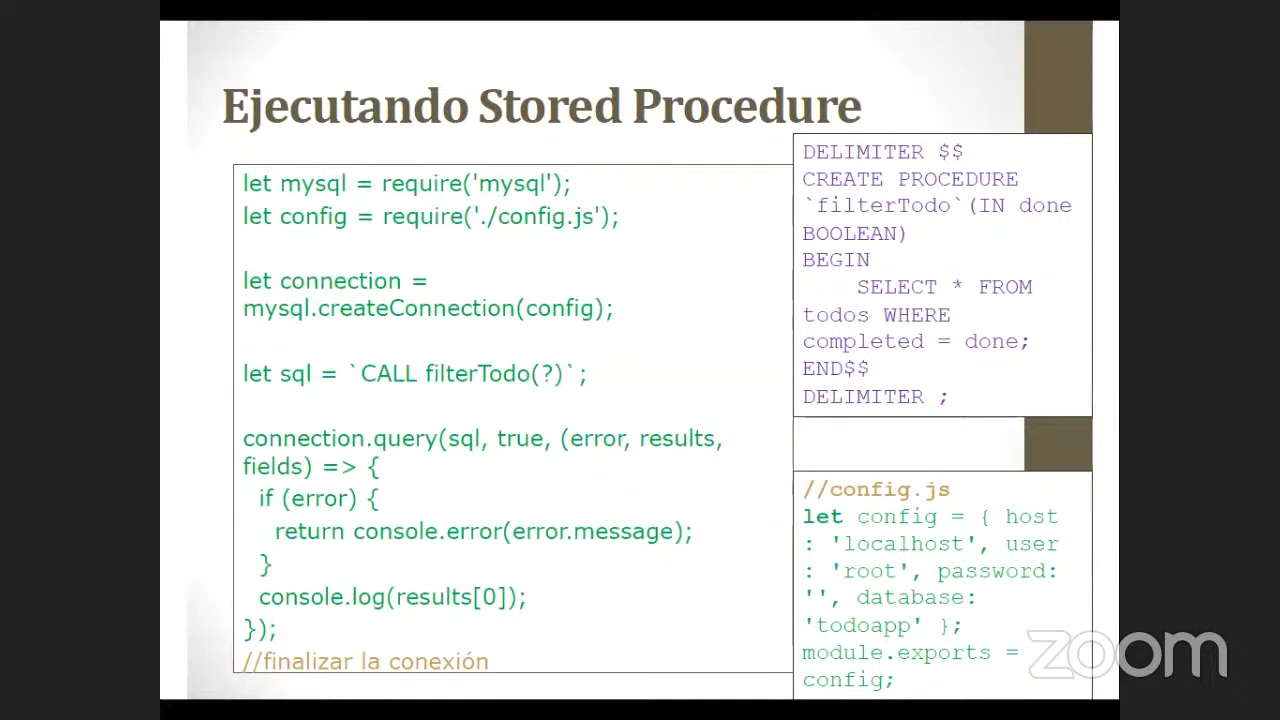 Ejecutando Stored Procedure
let mysql = require('mysql');
let config = require('./config.js');
let connection =
mysql.createConnection(config);
let sql = `CALL filterTodo(?)`;
connection.query(sql, true, (error, results,
fields) => {
if (error) {
return console.error(error.message);
}
console.log(results[0]);
});
//finalizar la conexión
DELIMITER $$
CREATE PROCEDURE
`filterTodo`(IN done
BOOLEAN)
BEGIN
SELECT * FROM
todos WHERE
completed = done;
END$$
DELIMITER ;
//config.js
let config = { host
: 'localhost', user
: 'root', password:
'', database:
'todoapp' };
module.exports =
config;
zoom